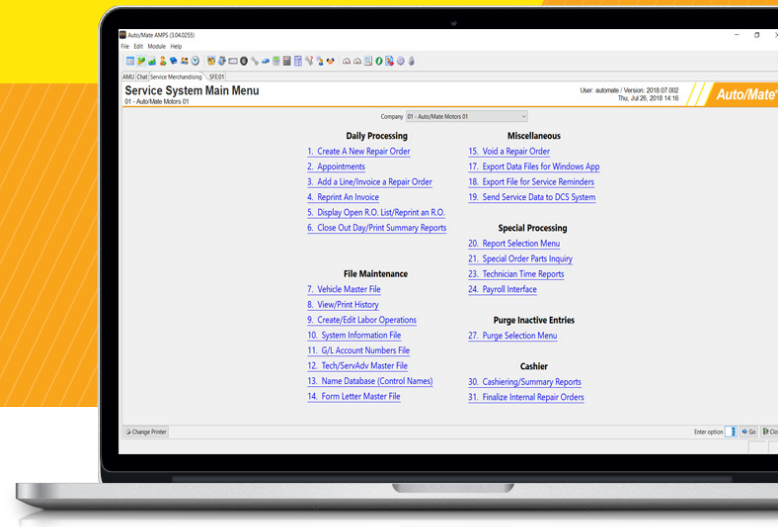 Auto/Mate AMPS (3.04.0255)
File Edit Module Help
AMU Chat Service Merchandising SFE01
Service System Main Menu
01 - Auto/Mate Motors 01
User: automate / Version: 2018.07.002
Thu, Jul 26, 2018 14:16
Auto/Mate
Company 01 - Auto/Mate Motors 01
Daily Processing
1. Create A New Repair Order
2. Appointments
3. Add a Line/Invoice a Repair Order
4. Reprint An Invoice
5. Display Open R.O. List/Reprint an R.O.
6. Close Out Day/Print Summary Reports
File Maintenance
7. Vehicle Master File
8. View/Print History
9. Create/Edit Labor Operations
10. System Information File
11. G/L Account Numbers File
12. Tech/ServAdv Master File
13. Name Database (Control Names)
14. Form Letter Master File
Miscellaneous
15. Void a Repair Order
17. Export Data Files for Windows App
18. Export File for Service Reminders
19. Send Service Data to DCS System
Special Processing
20. Report Selection Menu
21. Special Order Parts Inquiry
23. Technician Time Reports
24. Payroll Interface
Purge Inactive Entries
27. Purge Selection Menu
Cashier
30. Cashiering/Summary Reports
31. Finalize Internal Repair Orders
Change Printer
Enter option Go Clo